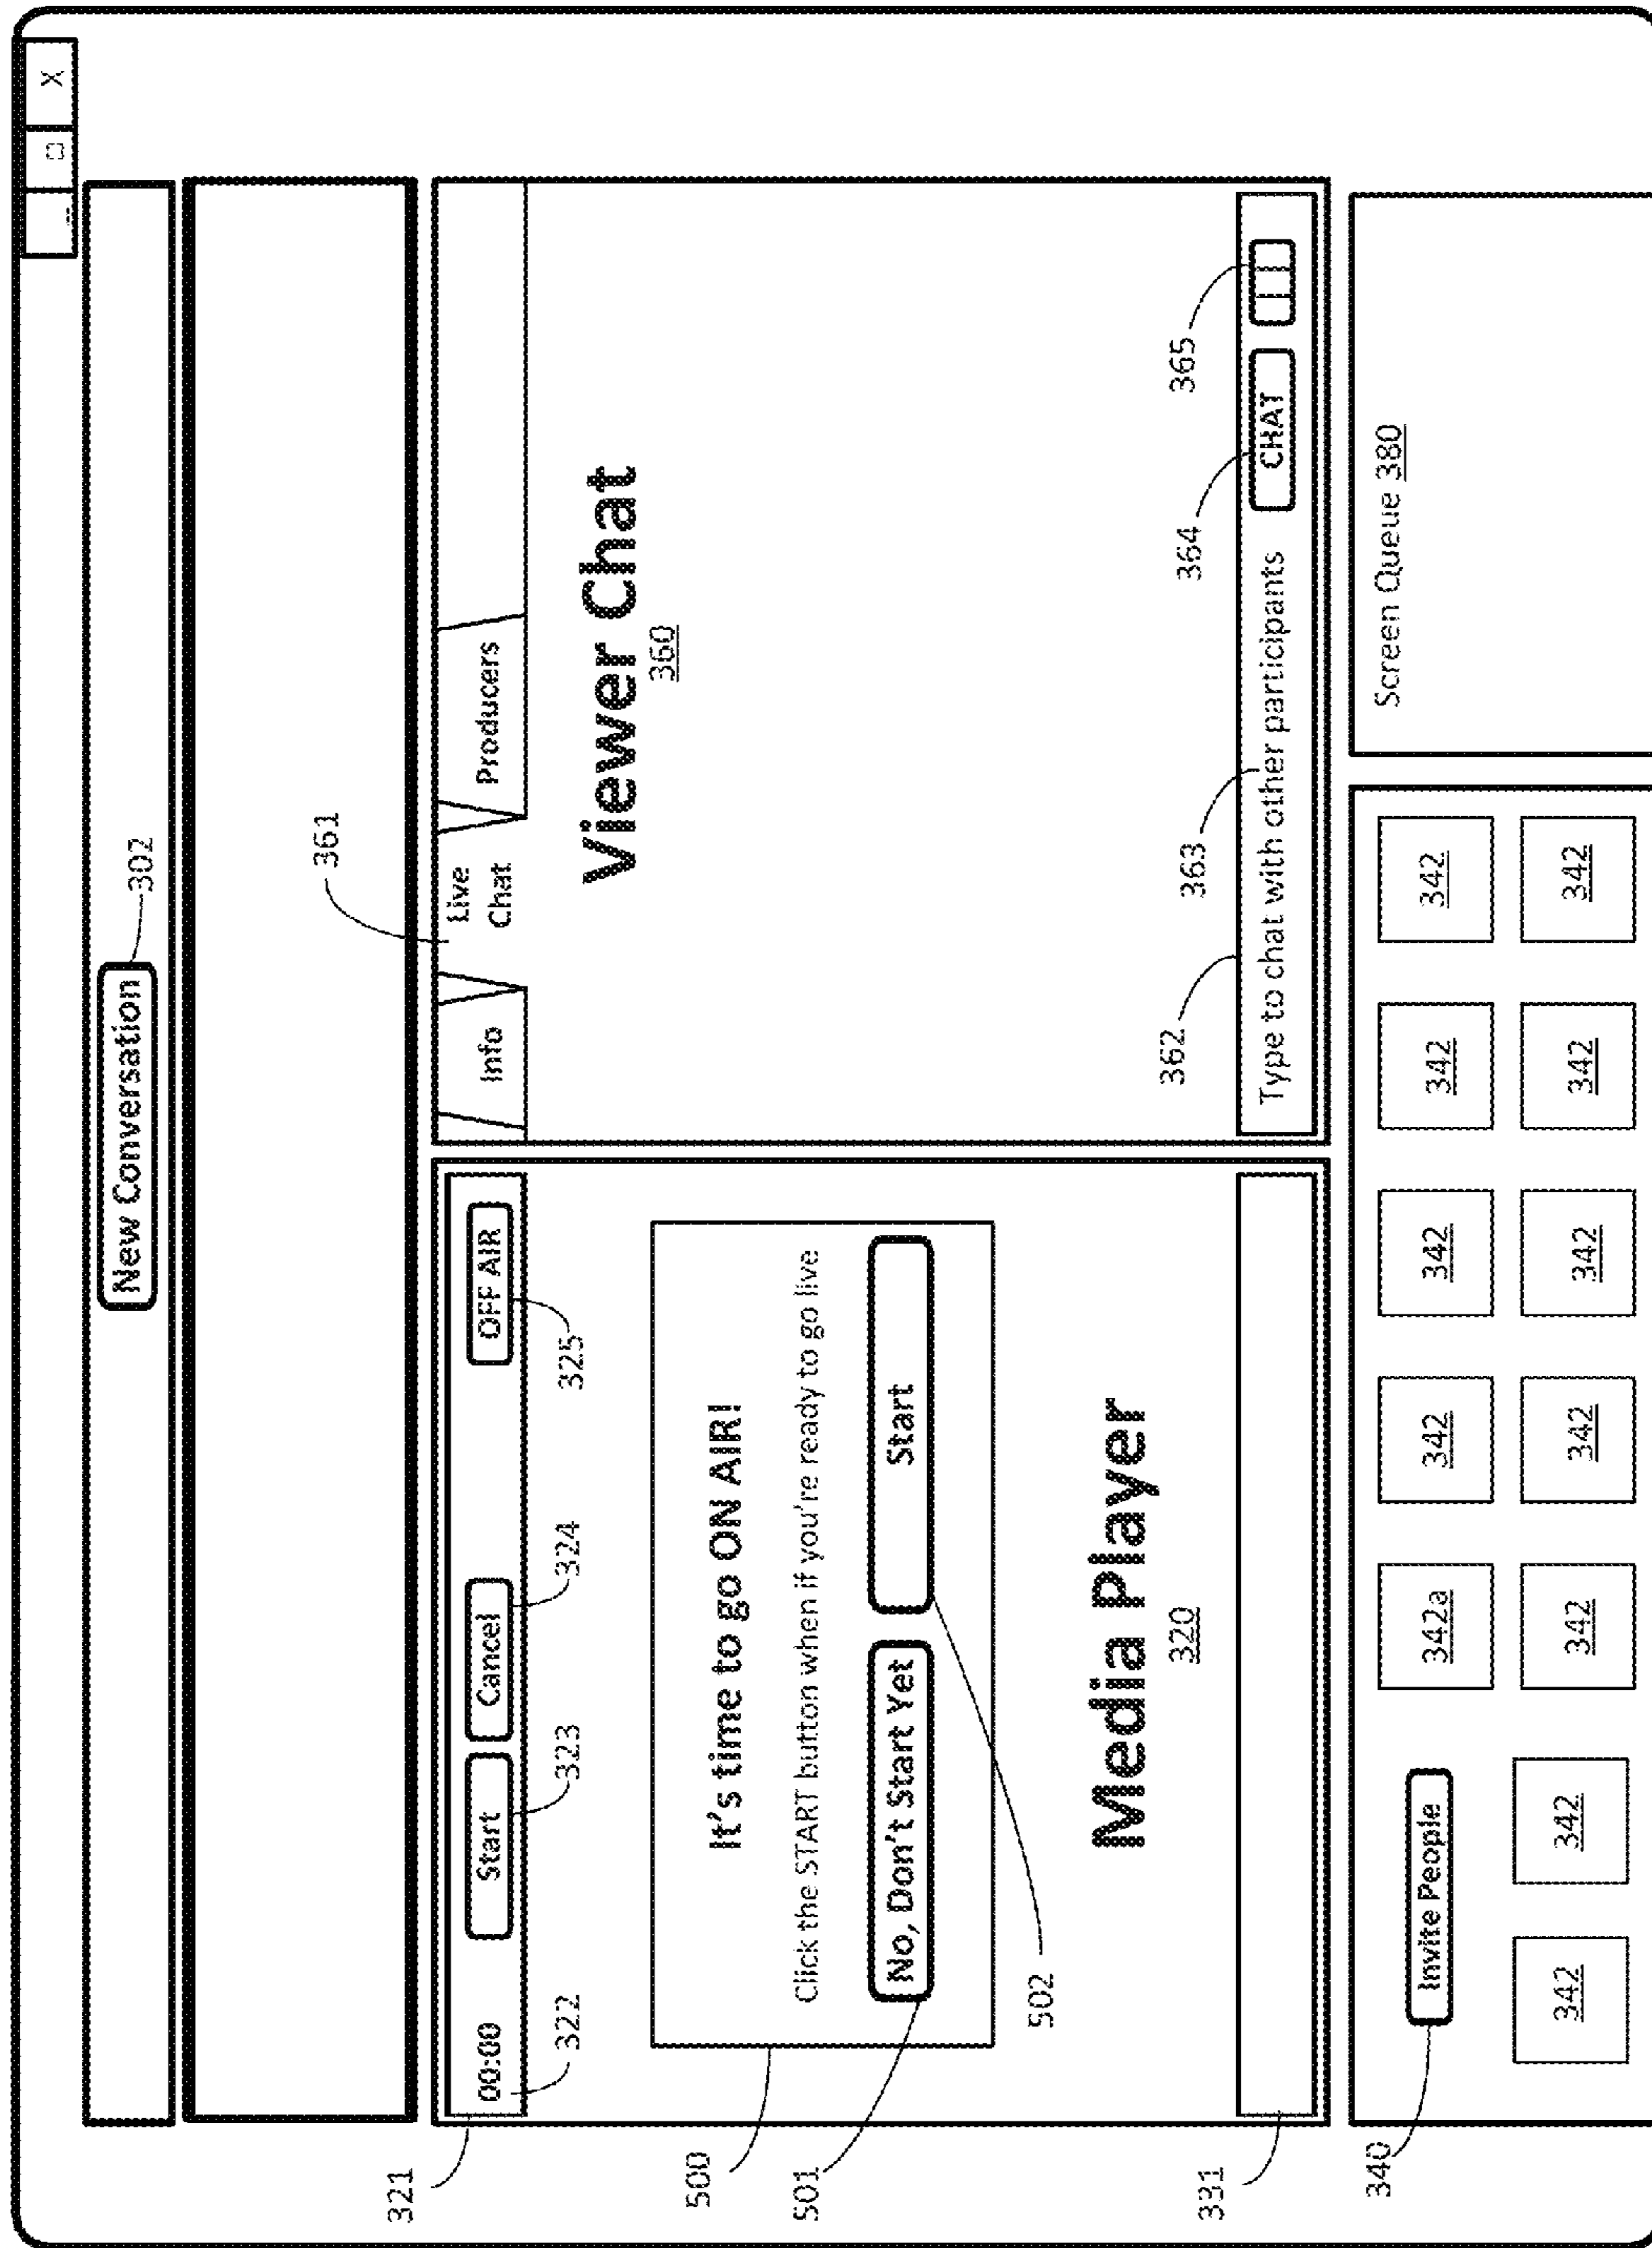 _ □ X
New Conversation
302
321
00:00
322
Start
323
Cancel
324
OFF AIR
325
500
It's time to go ON AIR!
Click the START button when if you're ready to go live
No, Don't Start Yet
Start
501
502
Media Player
320
331
361
Info
Live
Chat
Producers
Viewer Chat
360
362
363
364
365
Type to chat with other participants
CHAT
340
Invite People
342a
342
342
342
342
342
342
342
342
342
342
342
Screen Queue 380